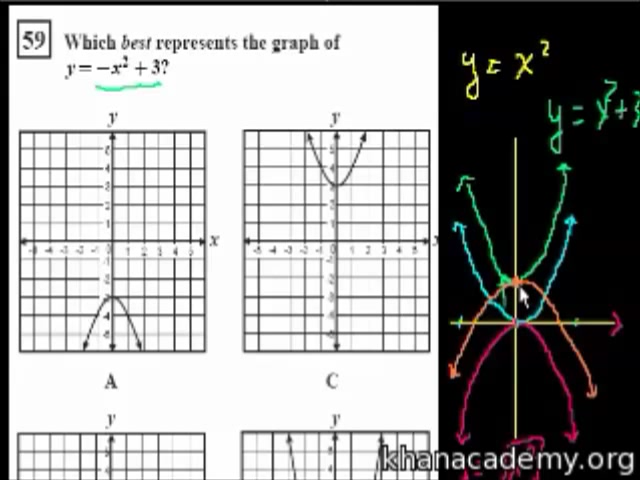 59 Which best represents the graph of
y = −x² + 3?
y = x²
y = x² + 3
y
y
x
A
C
y
y
khanacademy.org